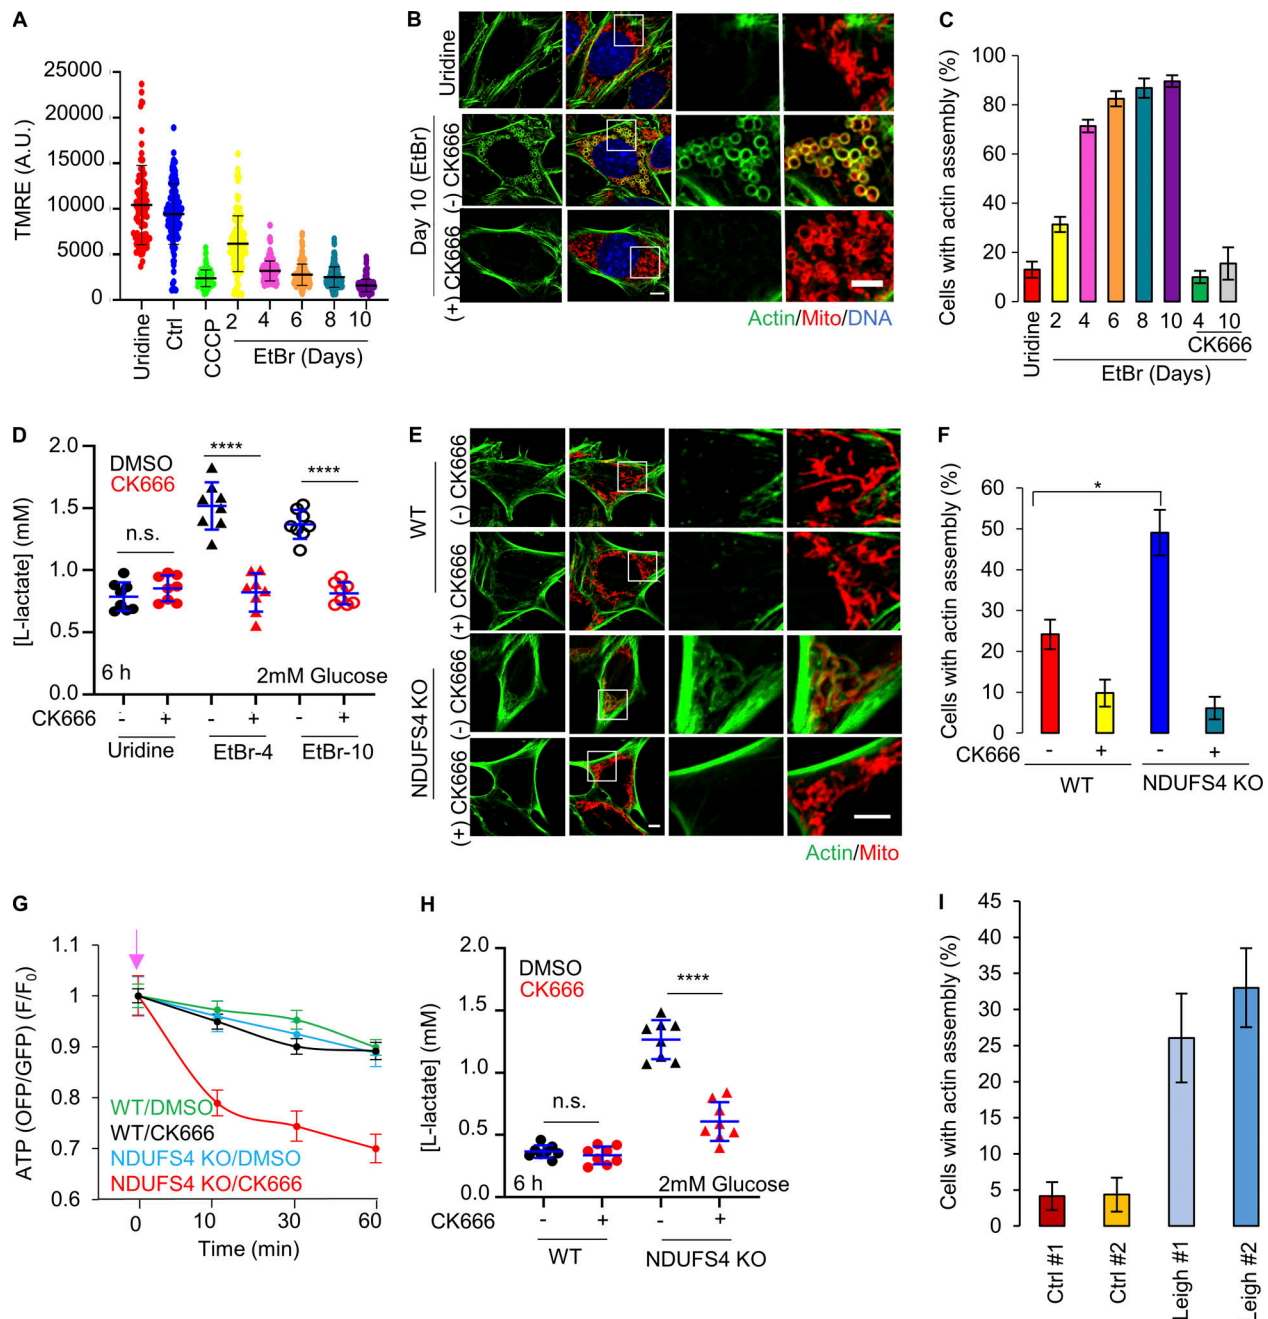 A
TMRE (A.U.)
25000
20000
15000
10000
5000
0
Uridine
Ctrl
CCCP
2 4 6 8 10
EtBr (Days)
B
Uridine
Day 10 (EtBr)
(-) CK666
(+) CK666
Actin/Mito/DNA
C
Cells with actin assembly (%)
100
80
60
40
20
0
Uridine
2 4 6 8 10 4 10
CK666
EtBr (Days)
D
[L-lactate] (mM)
2.0
1.5
1.0
0.5
0.0
DMSO
CK666
n.s.
****
****
6 h
2mM Glucose
CK666 - + - + - +
Uridine EtBr-4 EtBr-10
E
WT
(-) CK666
(+) CK666
NDUFS4 KO
(-) CK666
(+) CK666
Actin/Mito
F
Cells with actin assembly (%)
60
50
40
30
20
10
0
*
CK666 - + - +
WT NDUFS4 KO
G
ATP (OFP/GFP) (F/F0)
1.1
1
0.9
0.8
0.7
0.6
WT/DMSO
WT/CK666
NDUFS4 KO/DMSO
NDUFS4 KO/CK666
0 10 30 60
Time (min)
H
[L-lactate] (mM)
2.0
1.5
1.0
0.5
0.0
DMSO
CK666
n.s.
****
6 h
2mM Glucose
CK666 - + - +
WT NDUFS4 KO
I
Cells with actin assembly (%)
45
40
35
30
25
20
15
10
5
0
Ctrl #1
Ctrl #2
Leigh #1
Leigh #2